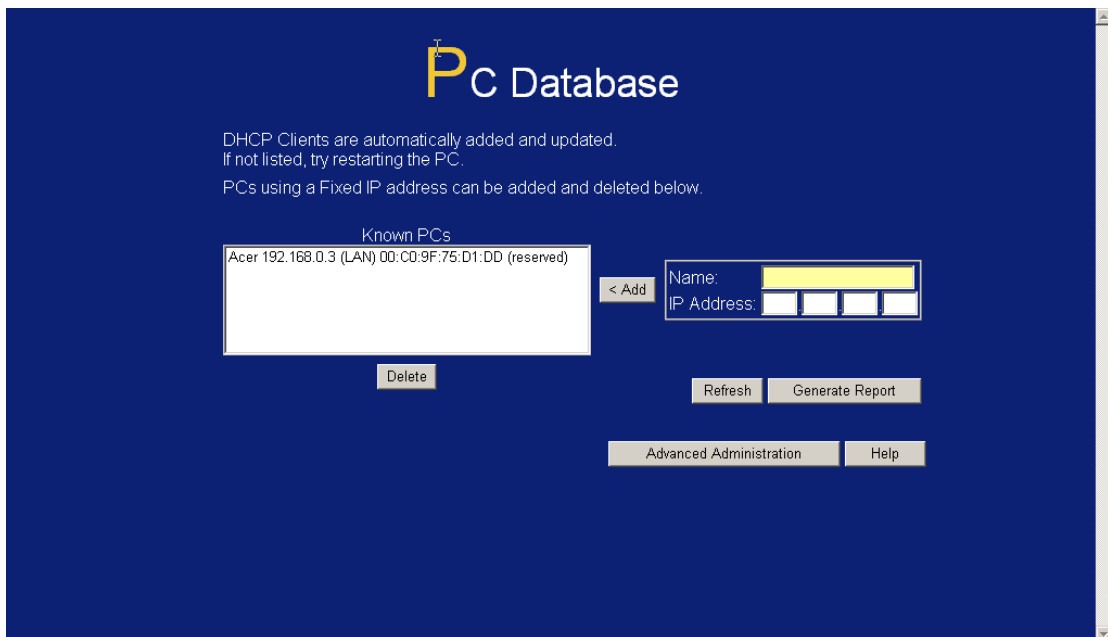 PC Database
DHCP Clients are automatically added and updated.
If not listed, try restarting the PC.
PCs using a Fixed IP address can be added and deleted below.
Known PCs
Acer 192.168.0.3 (LAN) 00:C0:9F:75:D1:DD (reserved)
< Add
Name:
IP Address:
Delete
Refresh
Generate Report
Advanced Administration
Help